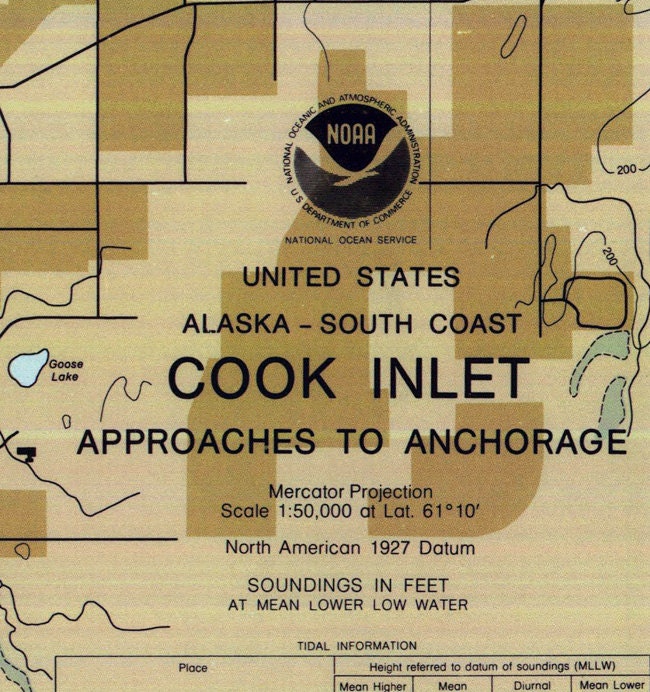 NATIONAL OCEANIC AND ATMOSPHERIC ADMINISTRATION
NOAA
U.S. DEPARTMENT OF COMMERCE
NATIONAL OCEAN SERVICE
200
200
UNITED STATES
ALASKA – SOUTH COAST
COOK INLET
Goose
Lake
APPROACHES TO ANCHORAGE
Mercator Projection
Scale 1:50,000 at Lat. 61°10′
North American 1927 Datum
SOUNDINGS IN FEET
AT MEAN LOWER LOW WATER
TIDAL INFORMATION
Place
Height referred to datum of soundings (MLLW)
Mean Higher Mean Diurnal Mean Lower